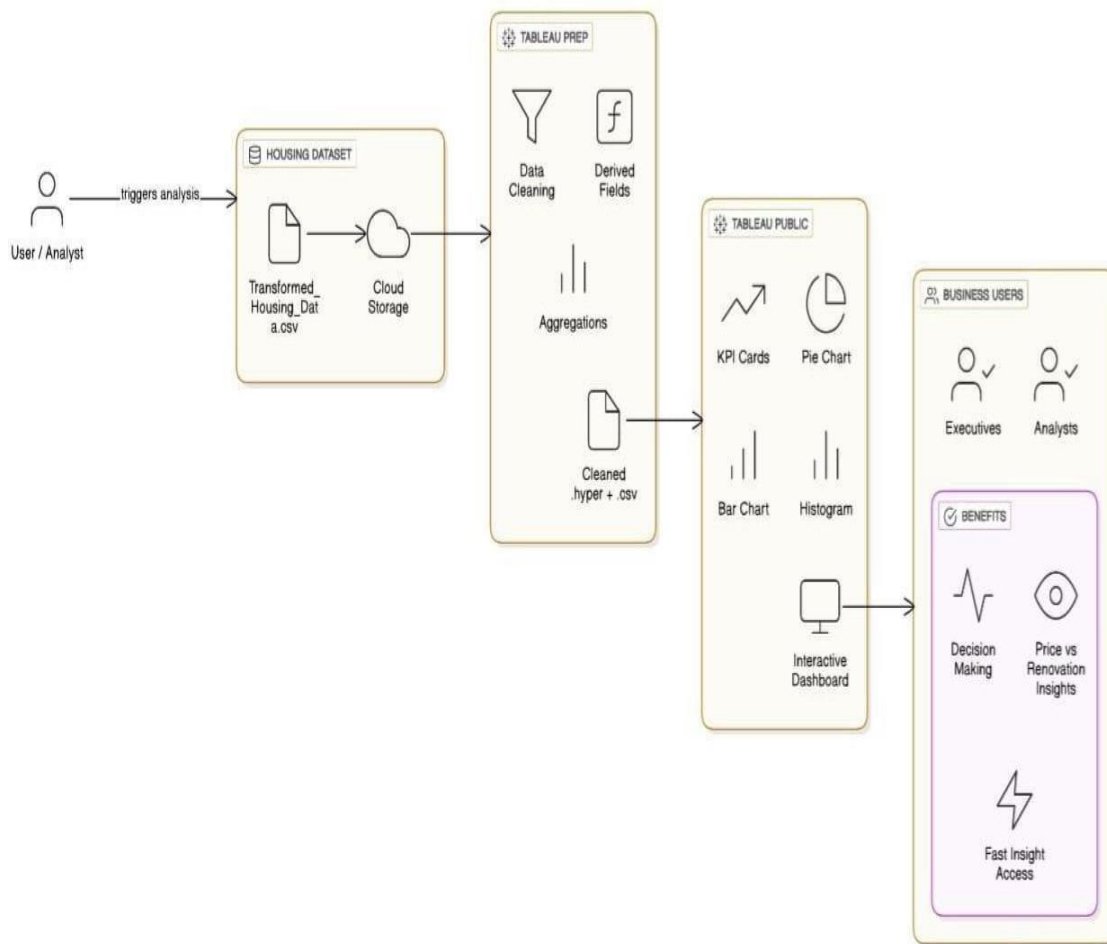 User / Analyst
triggers analysis
HOUSING DATASET
Transformed_
Housing_Dat
a.csv
Cloud
Storage
TABLEAU PREP
Data
Cleaning
Derived
Fields
Aggregations
Cleaned
.hyper + .csv
TABLEAU PUBLIC
KPI Cards
Pie Chart
Bar Chart
Histogram
Interactive
Dashboard
BUSINESS USERS
Executives
Analysts
BENEFITS
Decision
Making
Price vs
Renovation
Insights
Fast Insight
Access